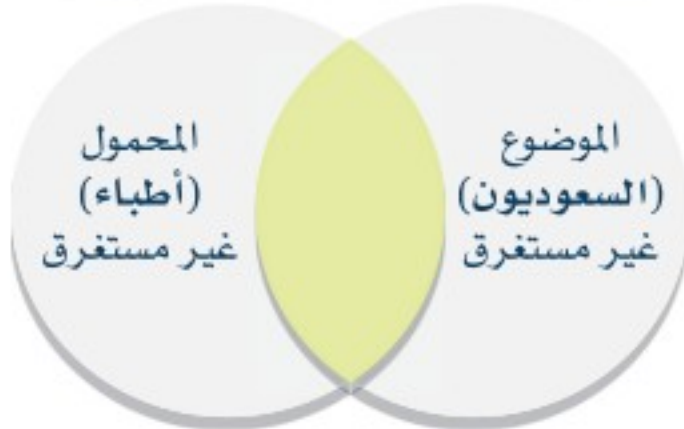 الموضوع
(السعوديون)
غير مستغرق
المحمول
(أطباء)
غير مستغرق